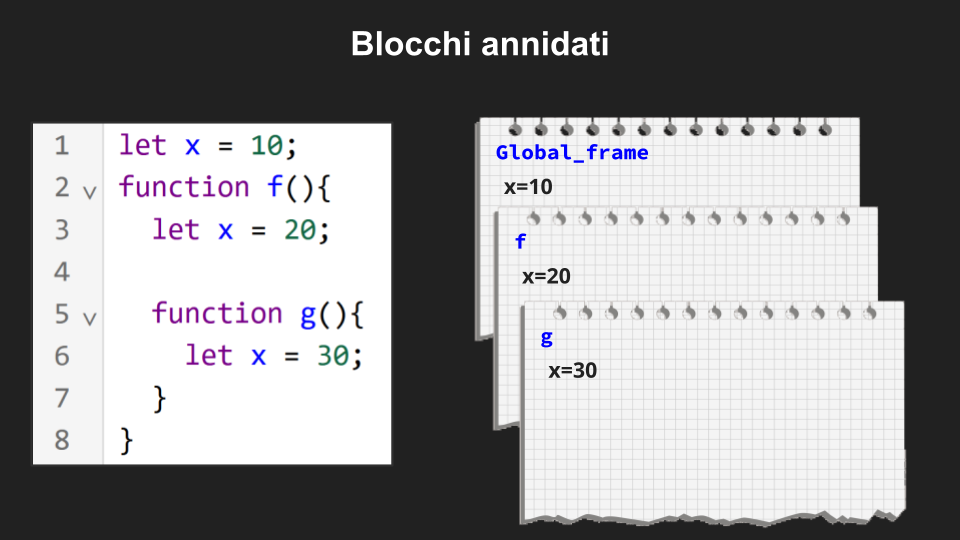 Blocchi annidati
1 let x = 10;
2 function f(){
3   let x = 20;
4
5   function g(){
6     let x = 30;
7   }
8 }
Global_frame
x=10
f
x=20
g
x=30